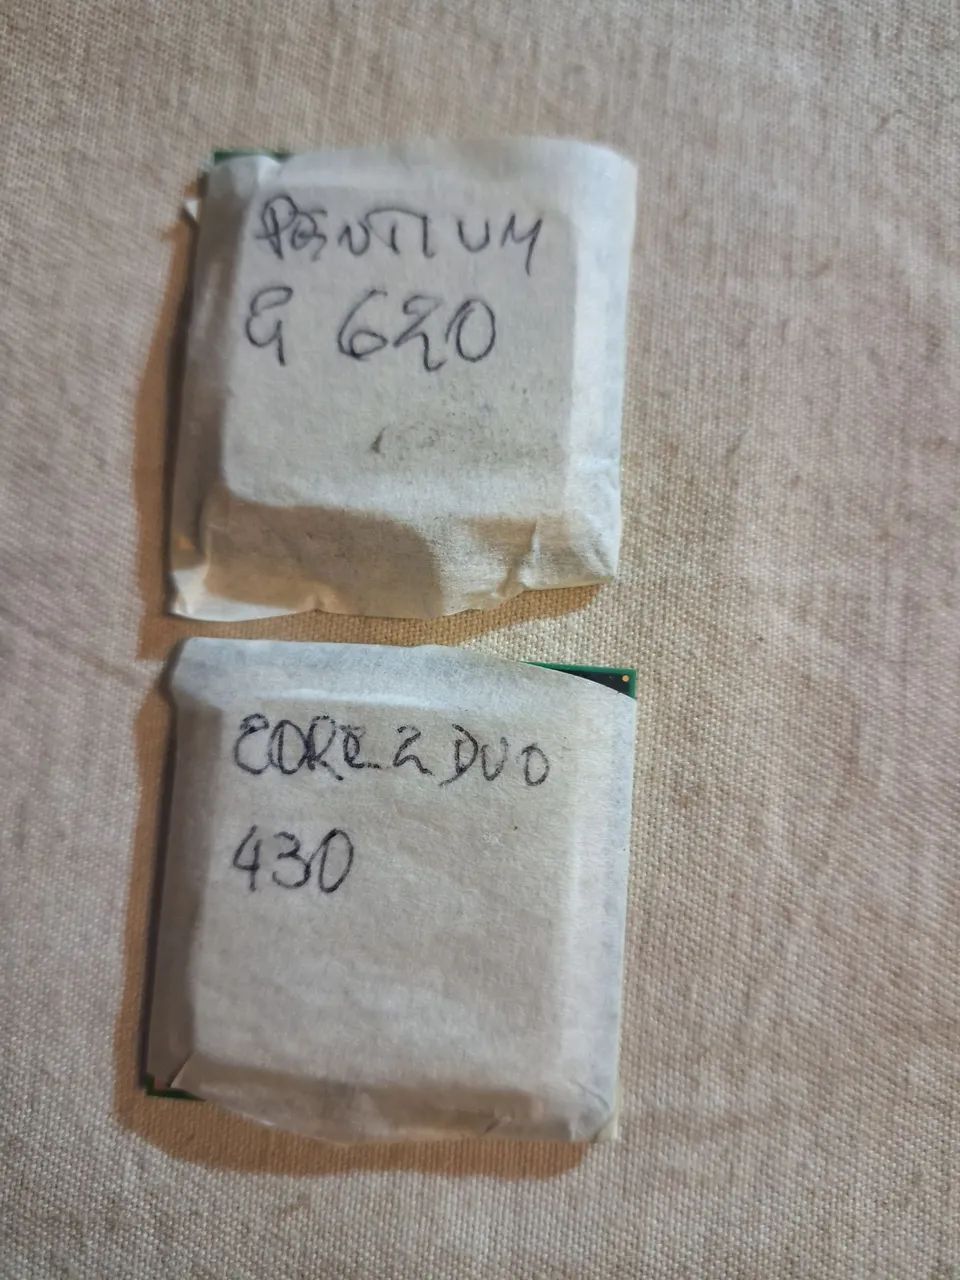 PENTIUM
G 620
CORE 2 DUO
430